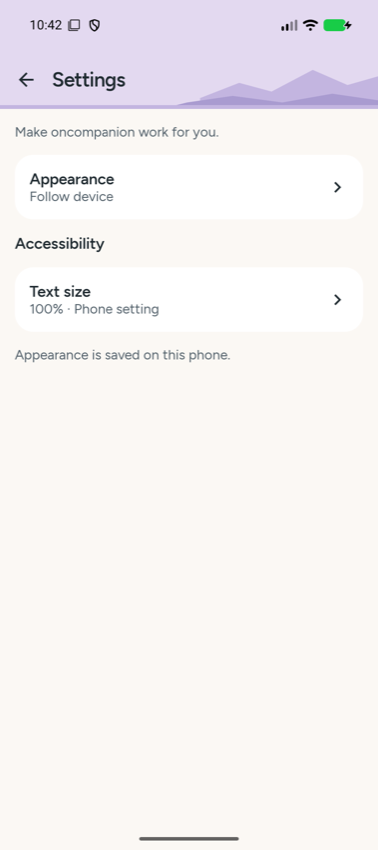 10:42
Settings
Make oncompanion work for you.
Appearance
Follow device
Accessibility
Text size
100% · Phone setting
Appearance is saved on this phone.